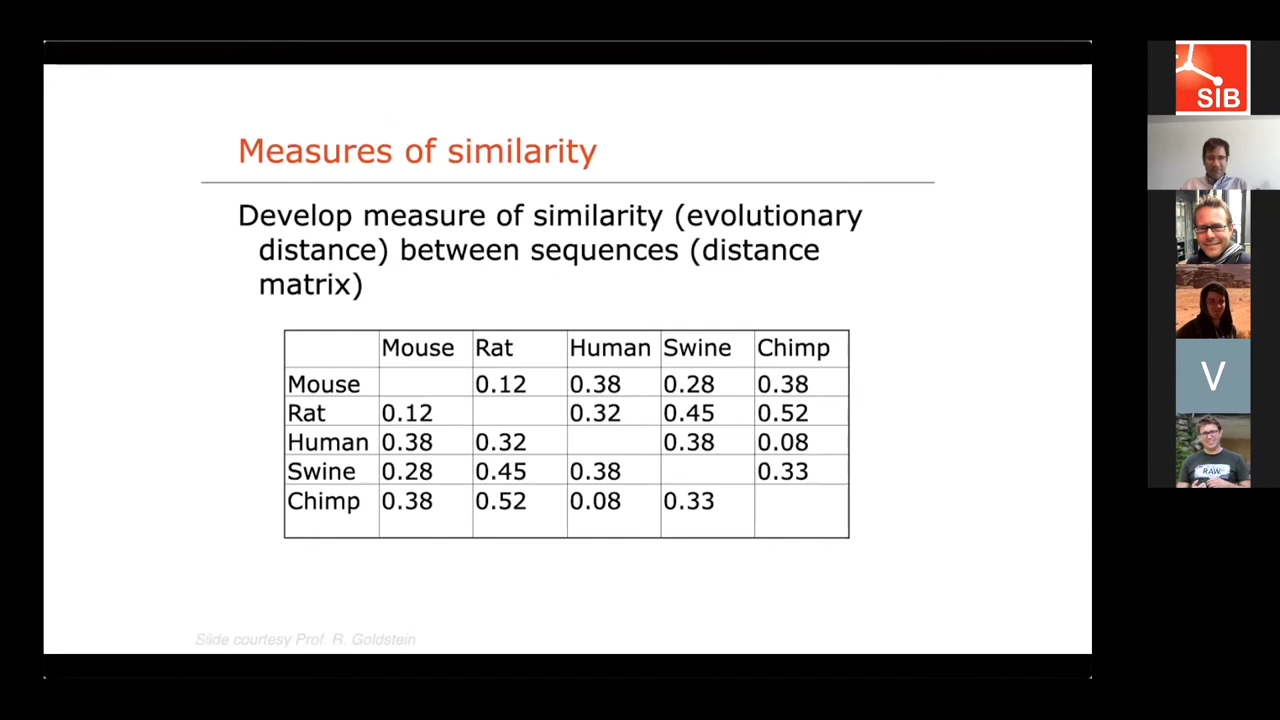 Measures of similarity
Develop measure of similarity (evolutionary
distance) between sequences (distance
matrix)
Mouse Rat Human Swine Chimp
Mouse 0.12 0.38 0.28 0.38
Rat 0.12 0.32 0.45 0.52
Human 0.38 0.32 0.38 0.08
Swine 0.28 0.45 0.38 0.33
Chimp 0.38 0.52 0.08 0.33
Slide courtesy Prof. R. Goldstein
SIB
V
RAW